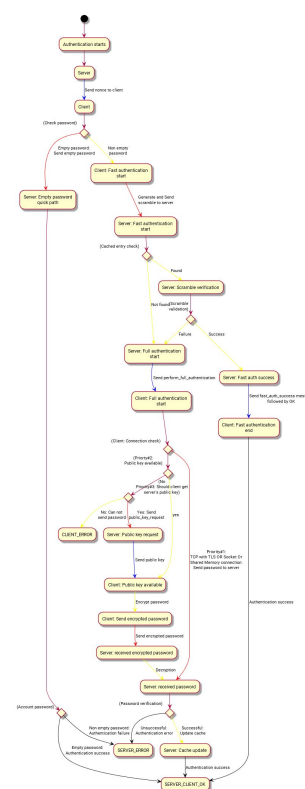 Authentication starts
Server
Send nonce to client
Client
(Check password)
Empty password:
Send empty password
Non empty
password
Client: Fast authentication
start
Server: Empty password
quick path
Generate and Send
scramble to server
Server: Fast authentication
start
(Cached entry check)
Found
Server: Scramble verification
Not found
(Scramble
validation)
Failure
Success
Server: Full authentication
start
Server: Fast auth success
Send perform_full_authentication
Send fast_auth_success mess
followed by OK
Client: Full authentication
start
Client: Fast authentication
end
(Client: Connection check)
(Priority#2:
Public key available)
(No
Priority#3: Should client get
server's public key)
No: Can not
send password
Yes: Send
public_key_request
yes
CLIENT_ERROR
Server: Public key request
Priority#1:
TCP with TLS OR Socket Or
Shared Memory connection
Send password to server
Send public key
Client: Public key available
Encrypt password
Authentication success
Client: Send encrypted password
Send encrypted password
Server: received encrypted password
Decryption
Server: received password
(Account password)
(Password verification)
Non empty password:
Authentication failure
Unsuccessful:
Authentication error
Successful:
Update cache
Empty password:
Authentication success
SERVER_ERROR
Server: Cache update
Authentication success
SERVER_CLIENT_OK